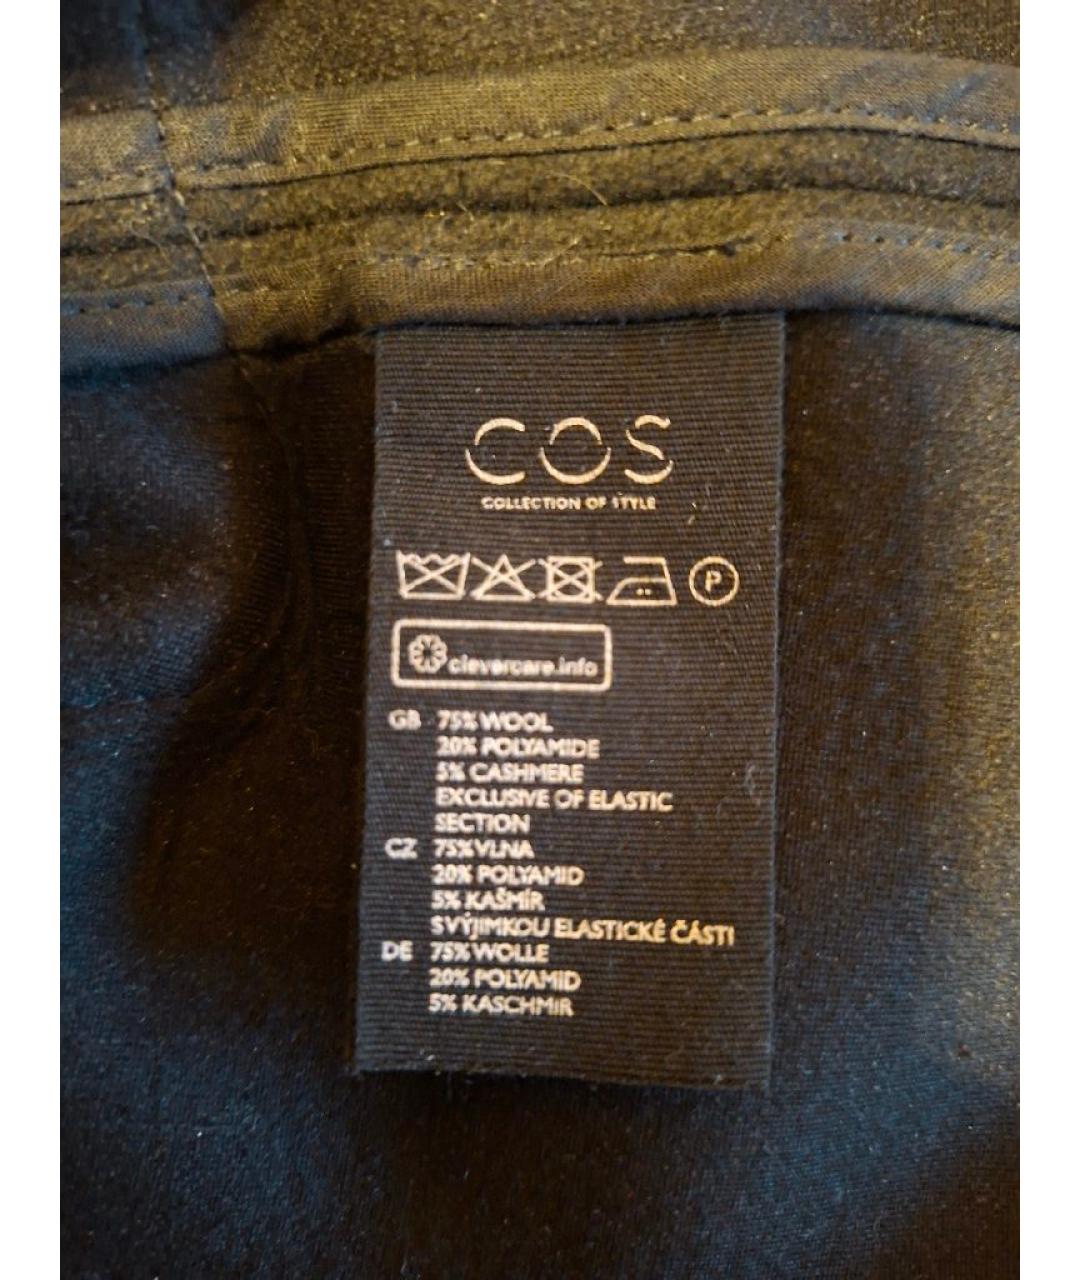 COS
COLLECTION OF STYLE
P
clevercare.info
GB 75% WOOL
20% POLYAMIDE
5% CASHMERE
EXCLUSIVE OF ELASTIC
SECTION
CZ 75% VLNA
20% POLYAMID
5% KAŠMÍR
S VÝJIMKOU ELASTICKÉ ČÁSTI
DE 75% WOLLE
20% POLYAMID
5% KASCHMIR